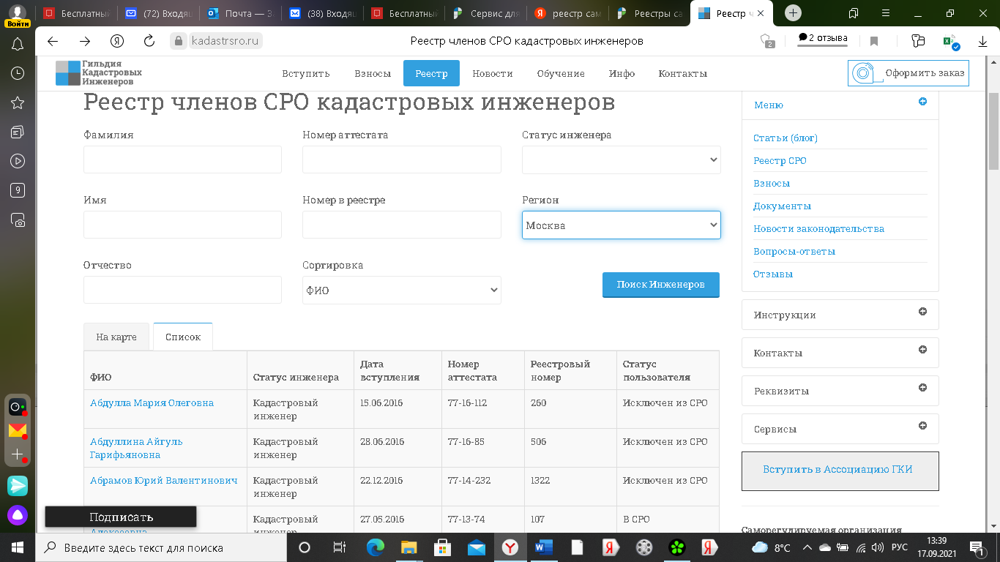 Войти
Бесплатный
(72) Входящ
Почта — З
(38) Входящ
Бесплатный
Сервис для
реестр сам
Реестры са
Реестр ч
kadastrsro.ru
Реестр членов СРО кадастровых инженеров
2
2 отзыва
9
Гильдия
Кадастровых
Инженеров
Вступить
Взносы
Реестр
Новости
Обучение
Инфо
Контакты
Оформить заказ
Реестр членов СРО кадастровых инженеров
Фамилия
Номер аттестата
Статус инженера
Имя
Номер в реестре
Регион
Москва
Отчество
Сортировка
ФИО
Поиск Инженеров
На карте
Список
ФИО
Статус инженера
Дата
вступления
Номер
аттестата
Реестровый
номер
Статус
пользователя
Абдулла Мария Олеговна
Кадастровый
инженер
15.06.2016
77-16-112
260
Исключен из СРО
Абдуллина Айгуль
Гарифьяновна
Кадастровый
инженер
28.06.2016
77-16-85
506
Исключен из СРО
Абрамов Юрий Валентинович
Кадастровый
инженер
22.12.2016
77-14-232
1322
Исключен из СРО
Кадастровый
инженер
27.05.2016
77-13-74
107
В СРО
Меню
Статьи (блог)
Реестр СРО
Взносы
Документы
Новости законодательства
Вопросы-ответы
Отзывы
Инструкции
Контакты
Реквизиты
Сервисы
Вступить в Ассоциацию ГКИ
Саморегулируемая организация
Подписать
Введите здесь текст для поиска
8°C
РУС
13:39
17.09.2021
1